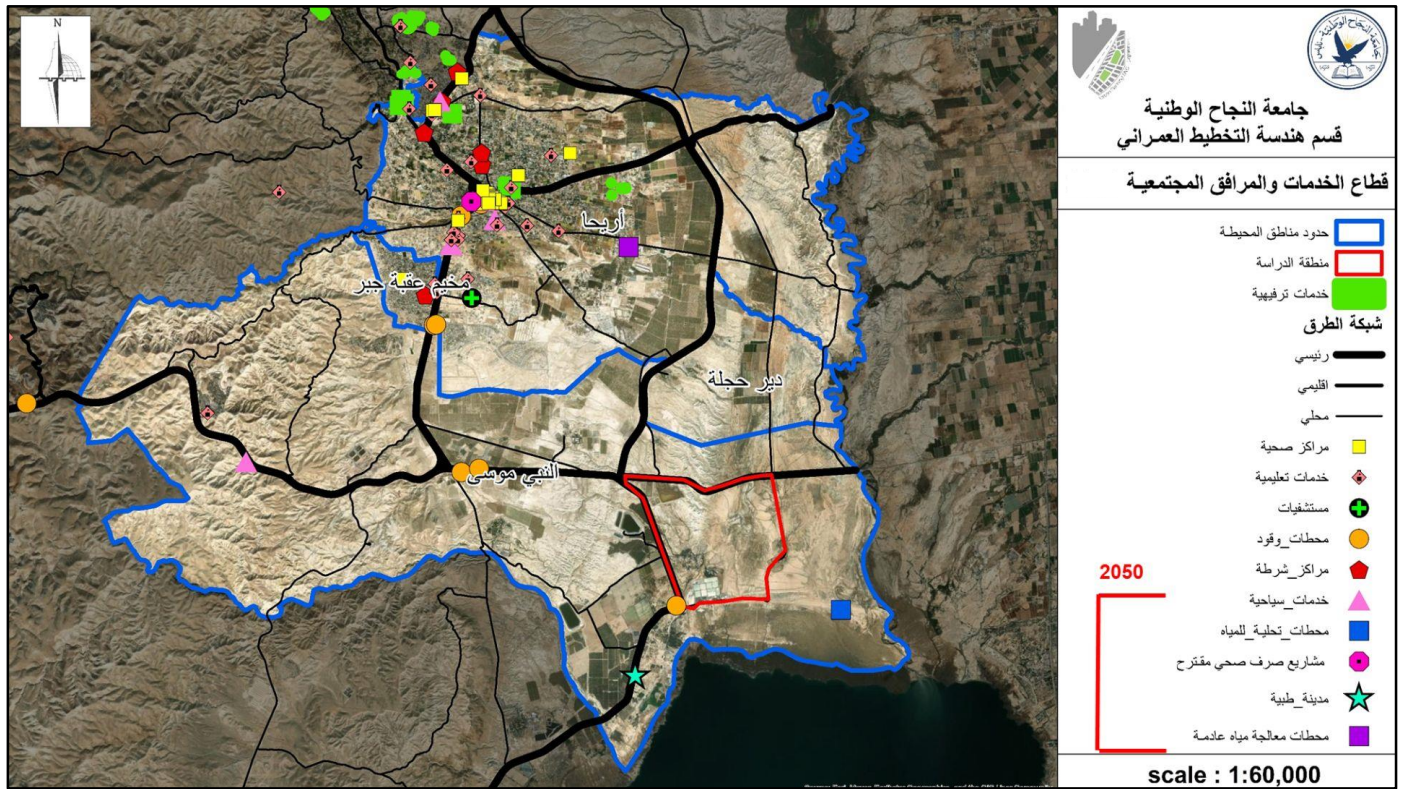 N
أريحا
مخيم عقبة جبر
دير حجلة
النبي موسى
جامعة النجاح الوطنية
قسم هندسة التخطيط العمراني
قطاع الخدمات والمرافق المجتمعية
حدود مناطق المحيطة
منطقة الدراسة
خدمات ترفيهية
شبكة الطرق
رئيسي
اقليمي
محلي
مراكز صحية
خدمات تعليمية
مستشفيات
محطات_وقود
مراكز_شرطة
2050
خدمات_سياحية
محطات_تحلية_للمياه
مشاريع صرف صحي مقترح
مدينة_طبية
محطات معالجة مياه عادمة
scale : 1:60,000